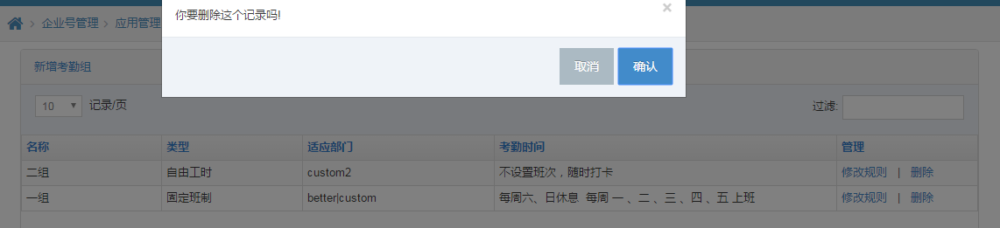 你要删除这个记录吗!
×
取消 确认
企业号管理 > 应用管理
新增考勤组
10 记录/页 过滤:
名称 类型 适应部门 考勤时间 管理
二组 自由工时 custom2 不设置班次，随时打卡 修改规则 | 删除
一组 固定班制 better|custom 每周六、日休息 每周 一 、二 、三 、四 、五 上班 修改规则 | 删除